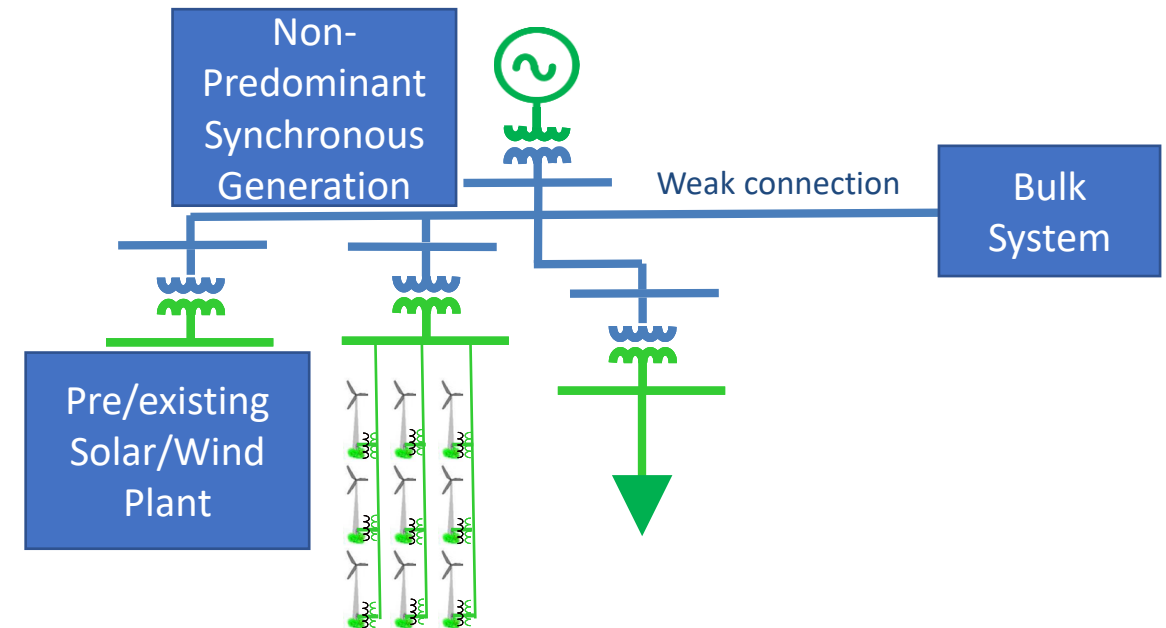 Non-
Predominant
Synchronous
Generation
Weak connection
Bulk
System
Pre/existing
Solar/Wind
Plant